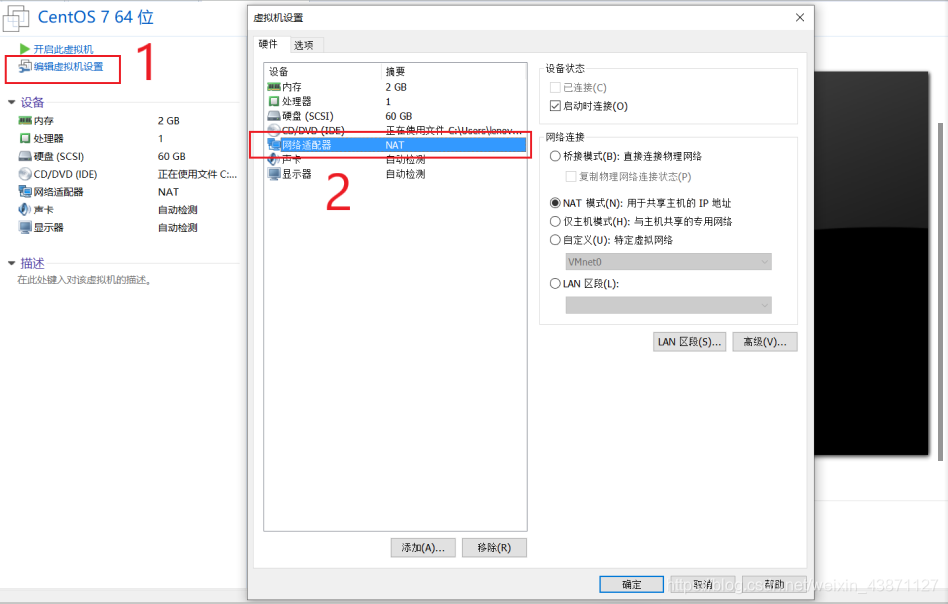 CentOS 7 64 位
开启此虚拟机
编辑虚拟机设置
1
设备
内存 2 GB
处理器 1
硬盘 (SCSI) 60 GB
CD/DVD (IDE) 正在使用文件 C:...
网络适配器 NAT
声卡 自动检测
显示器 自动检测
描述
在此处键入对该虚拟机的描述。
虚拟机设置
硬件 选项
设备 摘要
内存 2 GB
处理器 1
硬盘 (SCSI) 60 GB
CD/DVD (IDE) 正在使用文件 C:\Users\lenov...
网络适配器 NAT
声卡 自动检测
显示器 自动检测
2
添加(A)... 移除(R)
设备状态
已连接(C)
启动时连接(O)
网络连接
桥接模式(B): 直接连接物理网络
复制物理网络连接状态(P)
NAT 模式(N): 用于共享主机的 IP 地址
仅主机模式(H): 与主机共享的专用网络
自定义(U): 特定虚拟网络
VMnet0
LAN 区段(L):
LAN 区段(S)... 高级(V)...
确定 取消 帮助
https://blog.csdn.net/weixin_43871127